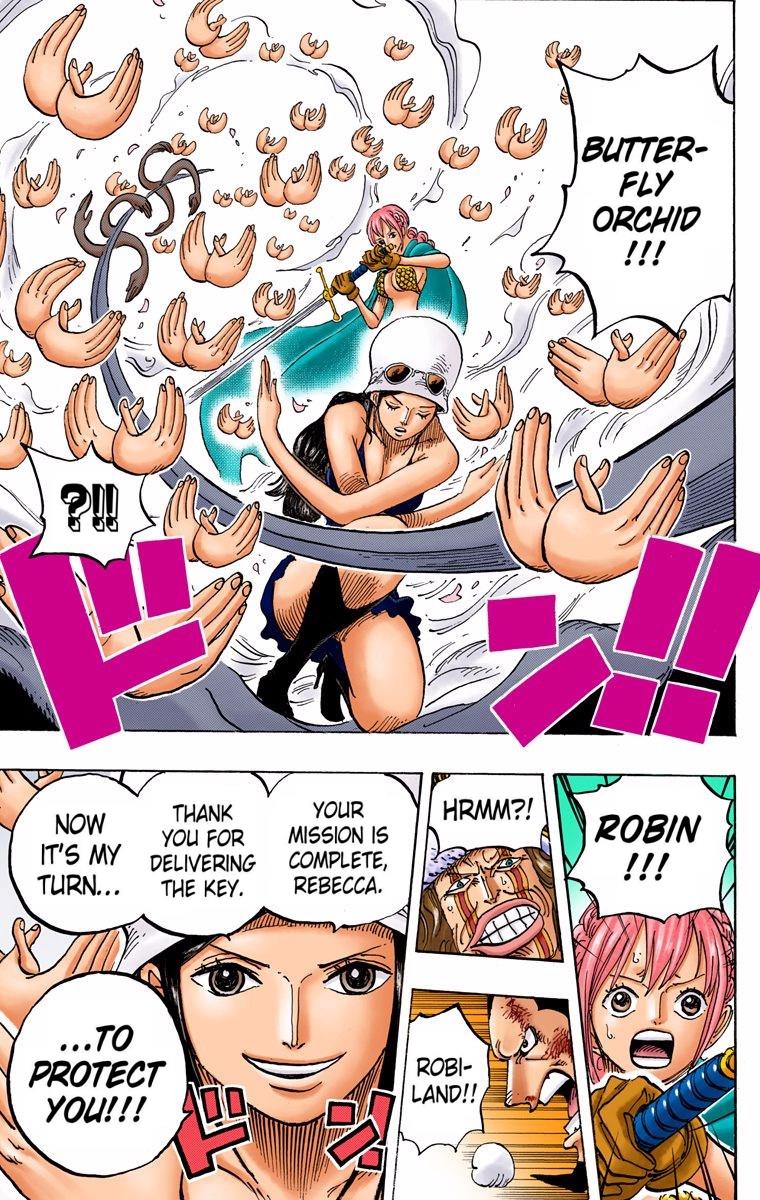 BUTTER-
FLY
ORCHID
!!!
?!!
ドン!!
ROBIN
!!!
HRMM?!
ROBI-
LAND!!
YOUR
MISSION IS
COMPLETE,
REBECCA.
THANK
YOU FOR
DELIVERING
THE KEY.
NOW
IT'S MY
TURN...
...TO
PROTECT
YOU!!!
ドン!!